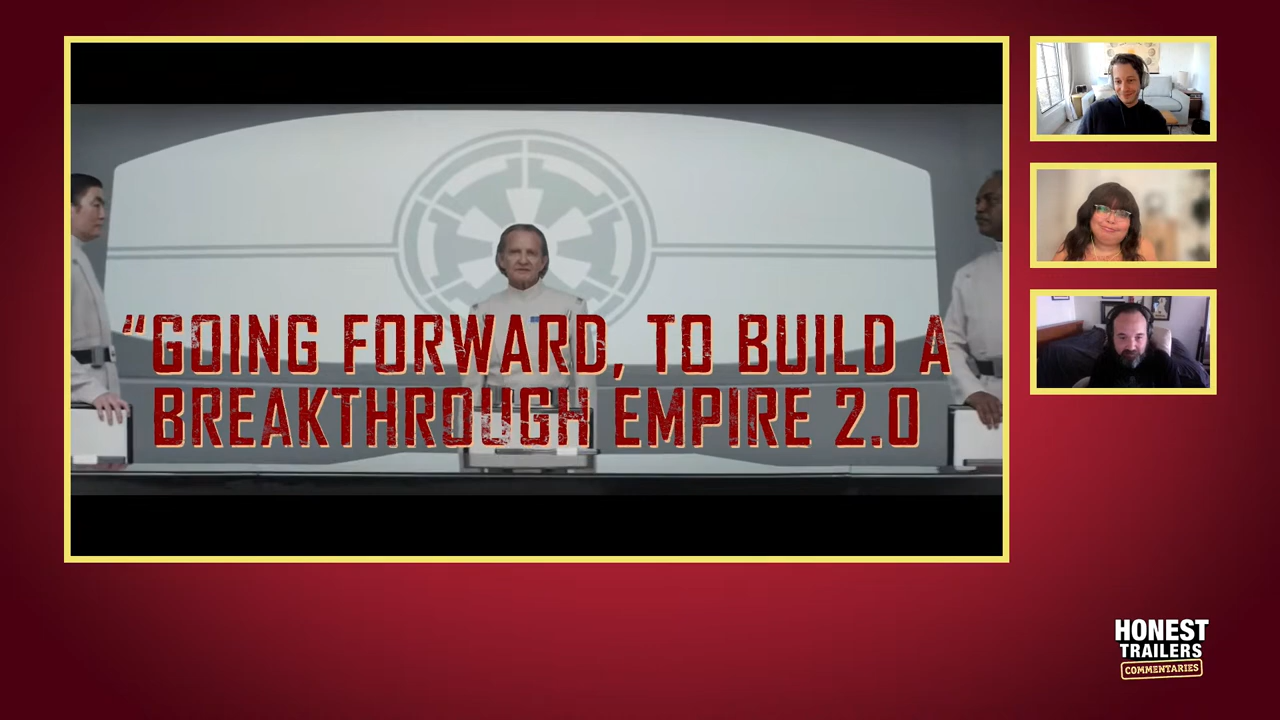 “GOING FORWARD, TO BUILD A
BREAKTHROUGH EMPIRE 2.0
HONEST
TRAILERS
COMMENTARIES